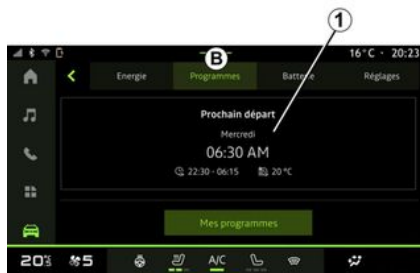 1
B
16°C · 20:23
Energie
Programmes
Batterie
Réglages
Prochain départ
Mercredi
06:30 AM
22:30 - 06:15
20 °C
Mes programmes
20%
5
A/C